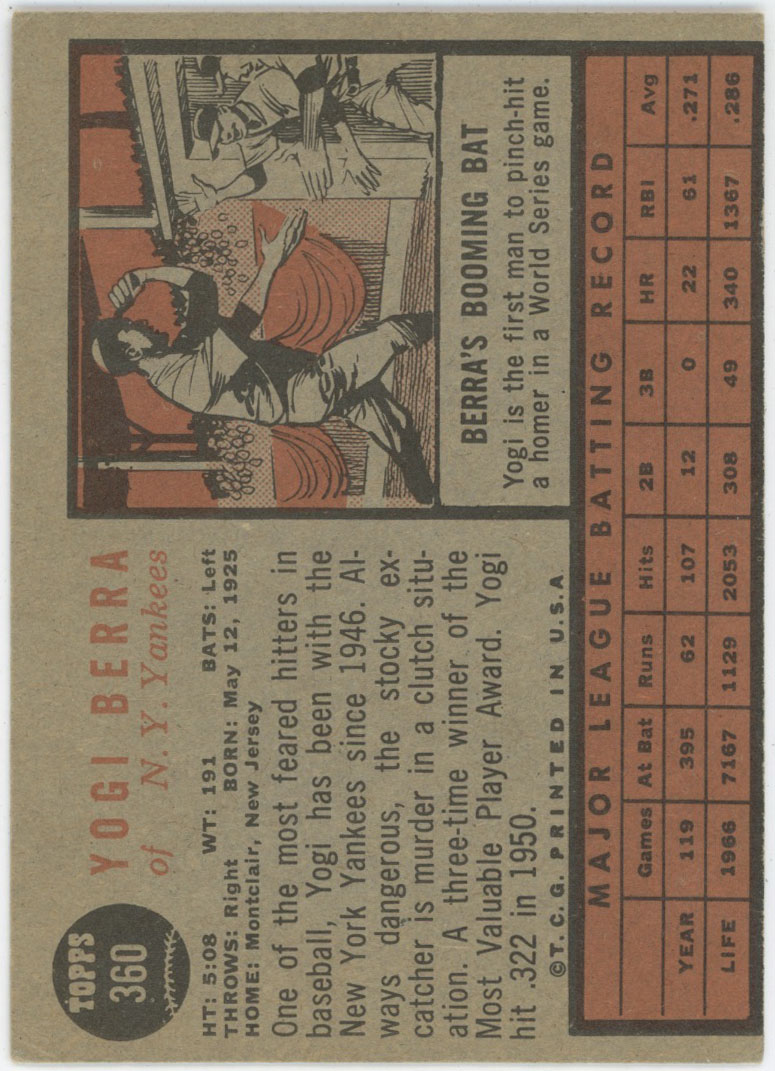 TOPPS
360
YOGI BERRA
of N. Y. Yankees
HT: 5:08 WT: 191 BATS: Left
THROWS: Right BORN: May 12, 1925
HOME: Montclair, New Jersey
One of the most feared hitters in
baseball, Yogi has been with the
New York Yankees since 1946. Al-
ways dangerous, the stocky ex-
catcher is murder in a clutch situ-
ation. A three-time winner of the
Most Valuable Player Award. Yogi
hit .322 in 1950.
©T.C.G. PRINTED IN U.S.A
BERRA'S BOOMING BAT
Yogi is the first man to pinch-hit
a homer in a World Series game.
MAJOR LEAGUE BATTING RECORD
Games At Bat Runs Hits 2B 3B HR RBI Avg
YEAR 119 395 62 107 12 0 22 61 .271
LIFE 1966 7167 1129 2053 308 49 340 1367 .286